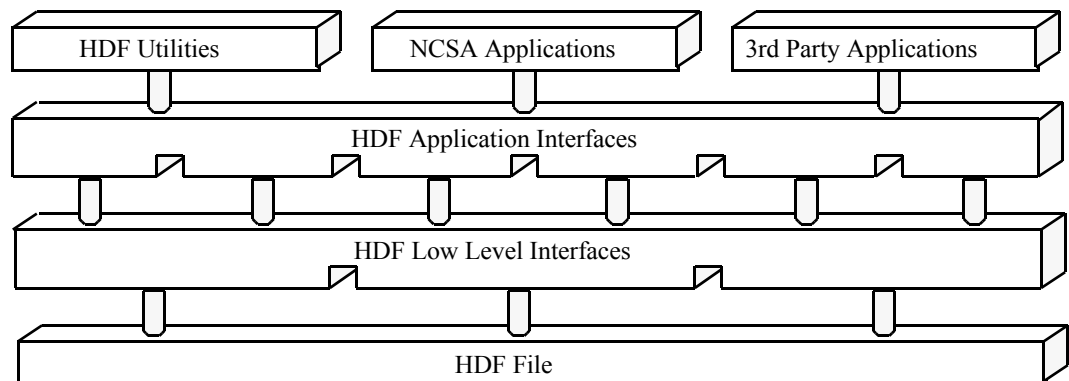 HDF Utilities
NCSA Applications
3rd Party Applications
HDF Application Interfaces
HDF Low Level Interfaces
HDF File